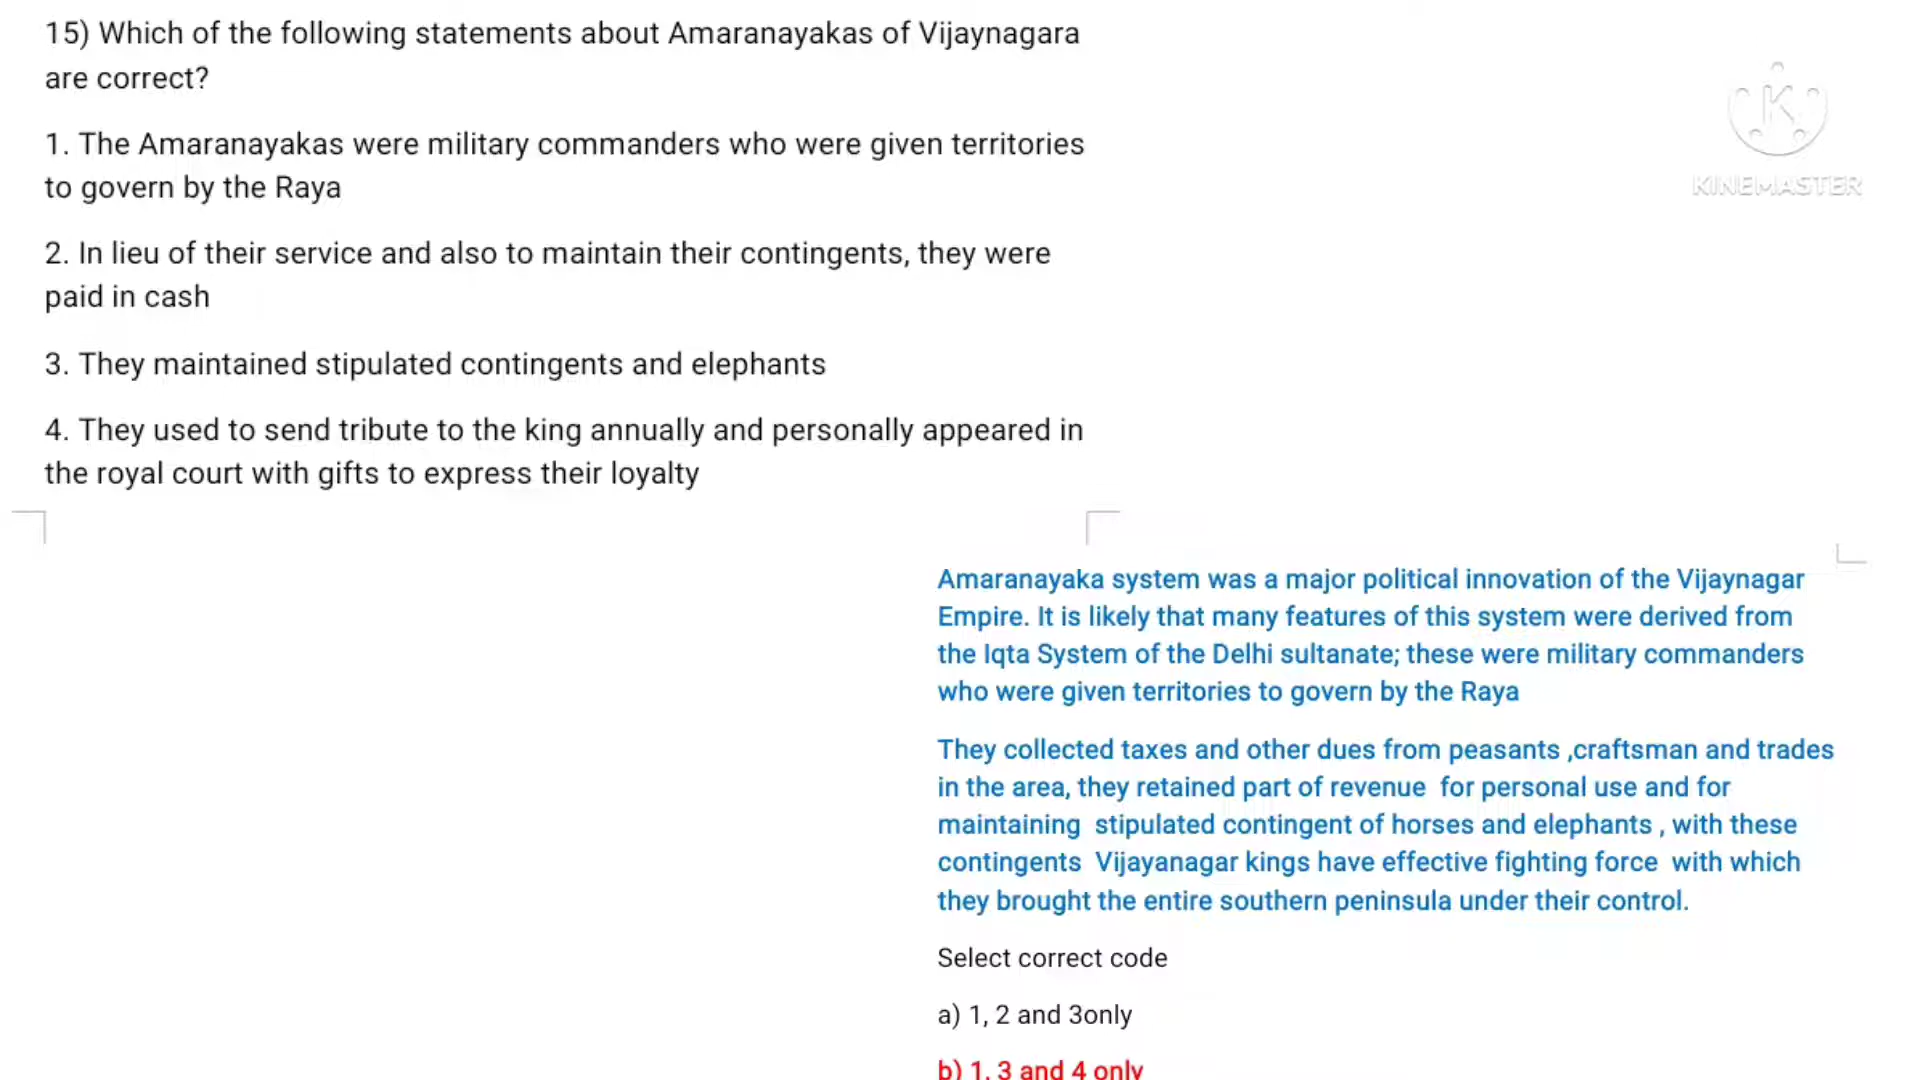 15) Which of the following statements about Amaranayakas of Vijaynagara
are correct?
1. The Amaranayakas were military commanders who were given territories
to govern by the Raya
2. In lieu of their service and also to maintain their contingents, they were
paid in cash
3. They maintained stipulated contingents and elephants
4. They used to send tribute to the king annually and personally appeared in
the royal court with gifts to express their loyalty
KINEMASTER
Amaranayaka system was a major political innovation of the Vijaynagar
Empire. It is likely that many features of this system were derived from
the Iqta System of the Delhi sultanate; these were military commanders
who were given territories to govern by the Raya
They collected taxes and other dues from peasants ,craftsman and trades
in the area, they retained part of revenue  for personal use and for
maintaining  stipulated contingent of horses and elephants , with these
contingents  Vijayanagar kings have effective fighting force  with which
they brought the entire southern peninsula under their control.
Select correct code
a) 1, 2 and 3only
b) 1, 3 and 4 only